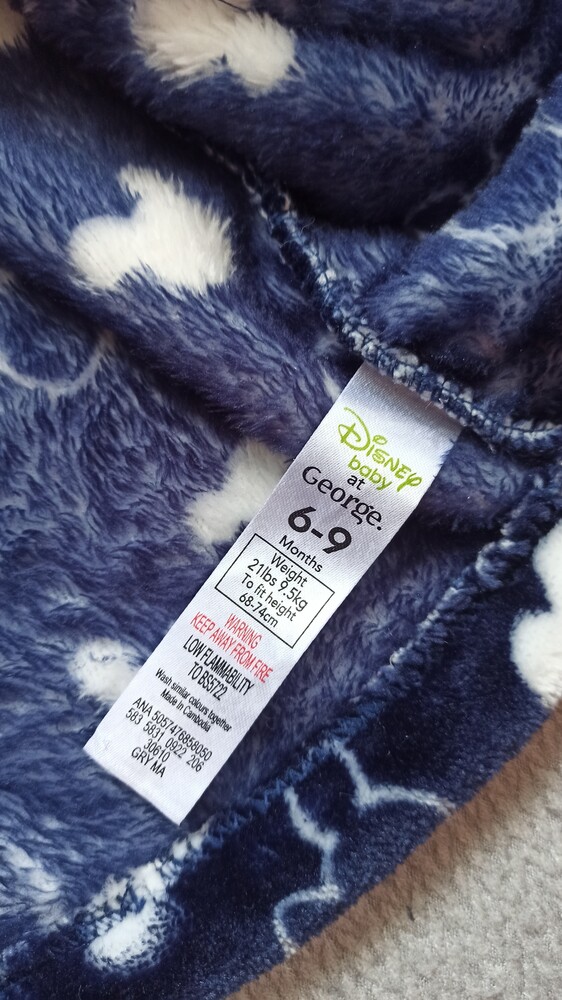 Disney
baby
at
George.
6-9
Months
Weight
21lbs 9.5kg
To fit height
68-74cm
WARNING
KEEP AWAY FROM FIRE
LOW FLAMMABILITY
TO BS5722
Wash similar colours together
Made in Cambodia
ANA 5057476858050
583 5831 0922 206
30610
GRY MA